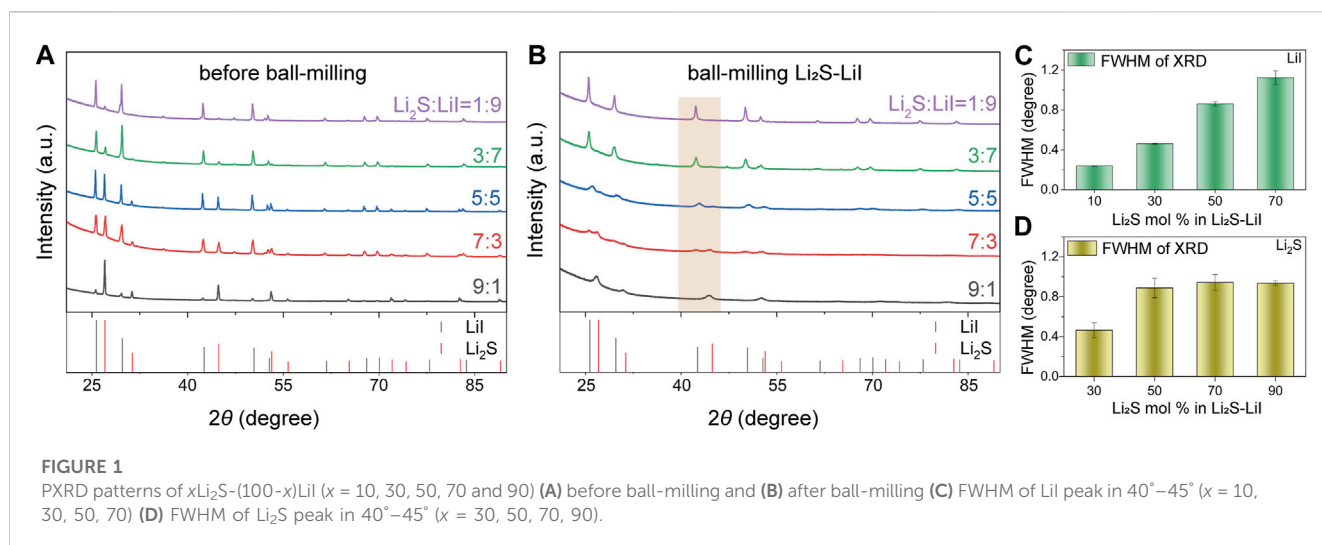 A
before ball-milling
Li₂S:LiI=1:9
3:7
5:5
7:3
9:1
Intensity (a.u.)
LiI
Li₂S
25 45 55 70 85
2θ (degree)
B
ball-milling Li₂S-LiI
Li₂S:LiI=1:9
3:7
5:5
7:3
9:1
Intensity (a.u.)
LiI
Li₂S
25 40 55 70 85
2θ (degree)
C
FWHM of XRD
LiI
FWHM (degree)
1.2
0.8
0.4
0.0
10 30 50 70
Li₂S mol % in Li₂S-LiI
D
FWHM of XRD
Li₂S
FWHM (degree)
1.2
0.8
0.4
0.0
30 50 70 90
Li₂S mol % in Li₂S-LiI
FIGURE 1
PXRD patterns of xLi₂S-(100-x)LiI (x = 10, 30, 50, 70 and 90) (A) before ball-milling and (B) after ball-milling (C) FWHM of LiI peak in 40°–45° (x = 10,
30, 50, 70) (D) FWHM of Li₂S peak in 40°–45° (x = 30, 50, 70, 90).